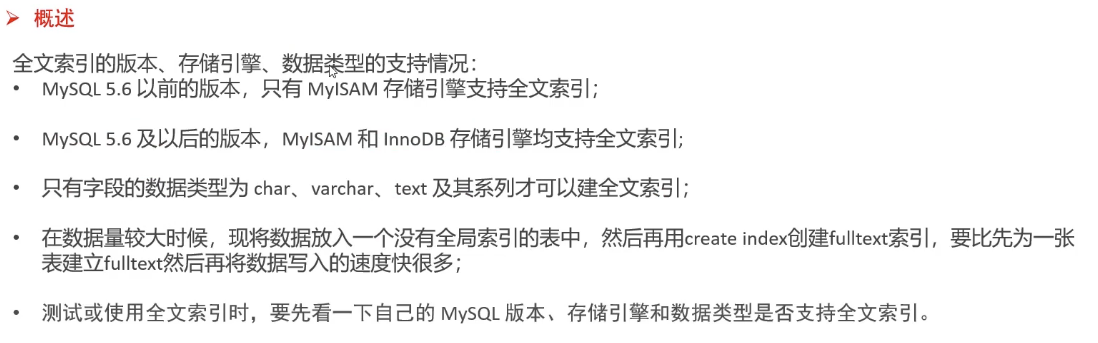 概述
全文索引的版本、存储引擎、数据类型的支持情况：
• MySQL 5.6 以前的版本，只有 MyISAM 存储引擎支持全文索引；
• MySQL 5.6 及以后的版本，MyISAM 和 InnoDB 存储引擎均支持全文索引;
• 只有字段的数据类型为 char、varchar、text 及其系列才可以建全文索引；
• 在数据量较大时候，现将数据放入一个没有全局索引的表中，然后再用create index创建fulltext索引，要比先为一张
表建立fulltext然后再将数据写入的速度快很多；
• 测试或使用全文索引时，要先看一下自己的 MySQL 版本、存储引擎和数据类型是否支持全文索引。